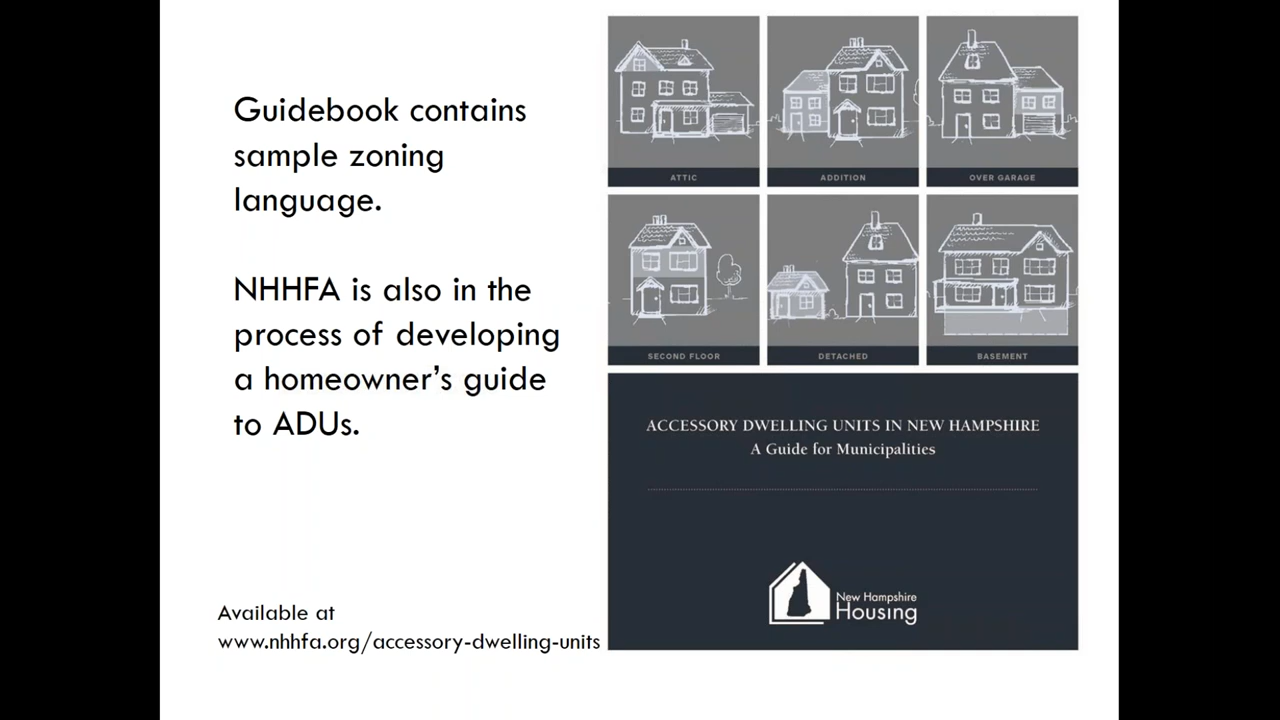 Guidebook contains
sample zoning
language.
NHHFA is also in the
process of developing
a homeowner’s guide
to ADUs.
Available at
www.nhhfa.org/accessory-dwelling-units
ATTIC
ADDITION
OVER GARAGE
SECOND FLOOR
DETACHED
BASEMENT
ACCESSORY DWELLING UNITS IN NEW HAMPSHIRE
A Guide for Municipalities
New Hampshire
Housing